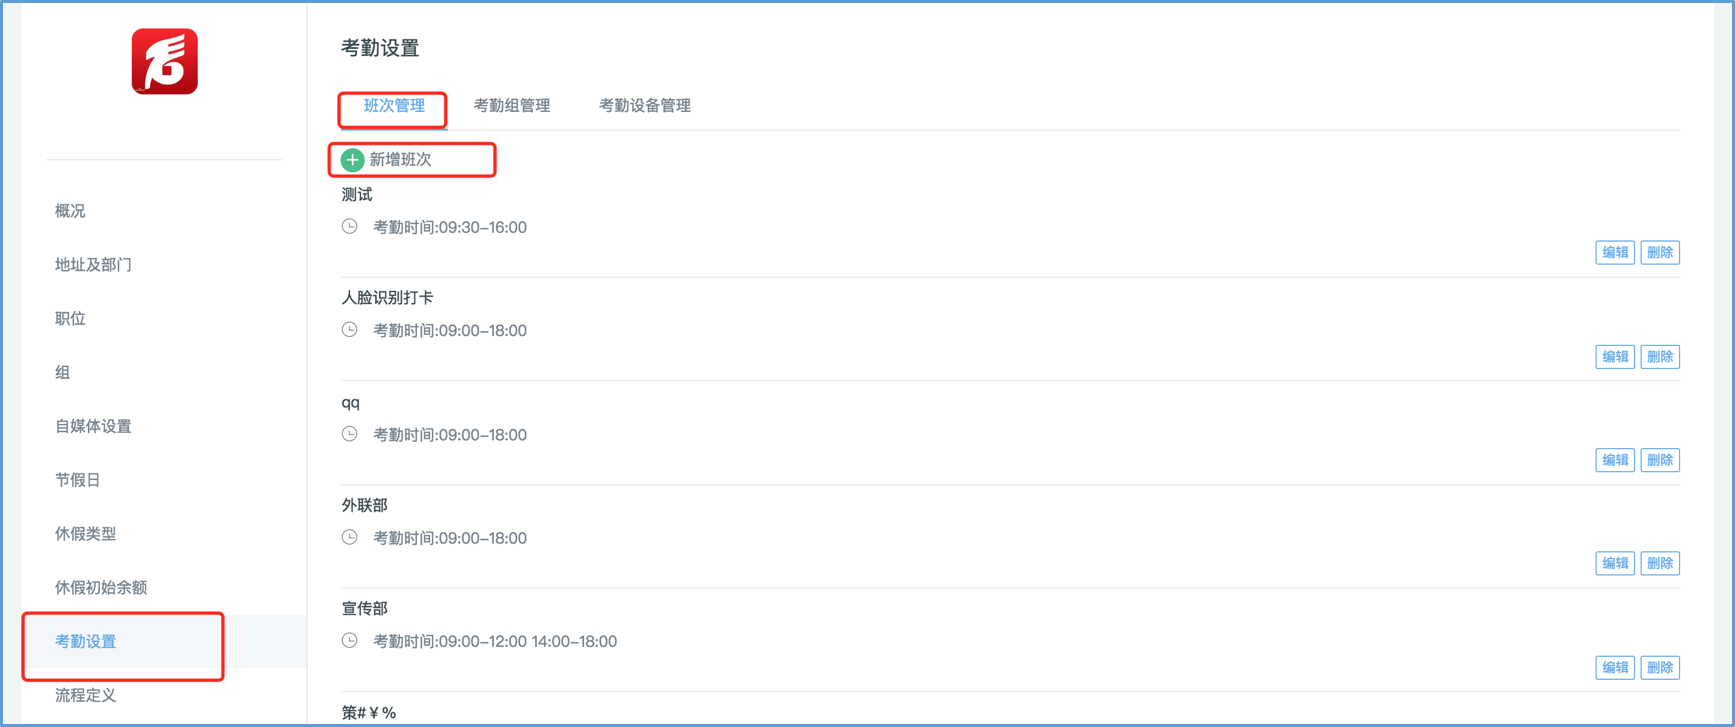 考勤设置
班次管理 考勤组管理 考勤设备管理
新增班次
测试
考勤时间:09:30–16:00
编辑 删除
人脸识别打卡
考勤时间:09:00–18:00
编辑 删除
qq
考勤时间:09:00–18:00
编辑 删除
外联部
考勤时间:09:00–18:00
编辑 删除
宣传部
考勤时间:09:00–12:00 14:00–18:00
编辑 删除
策#￥%
概况
地址及部门
职位
组
自媒体设置
节假日
休假类型
休假初始余额
考勤设置
流程定义